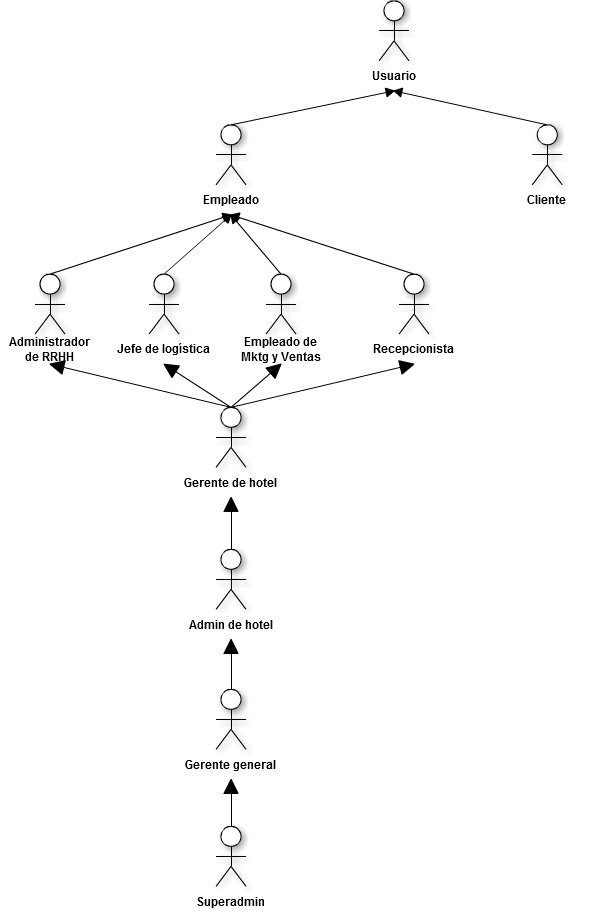 Usuario
Empleado
Cliente
Administrador
de RRHH
Jefe de logística
Empleado de
Mktg y Ventas
Recepcionista
Gerente de hotel
Admin de hotel
Gerente general
Superadmin